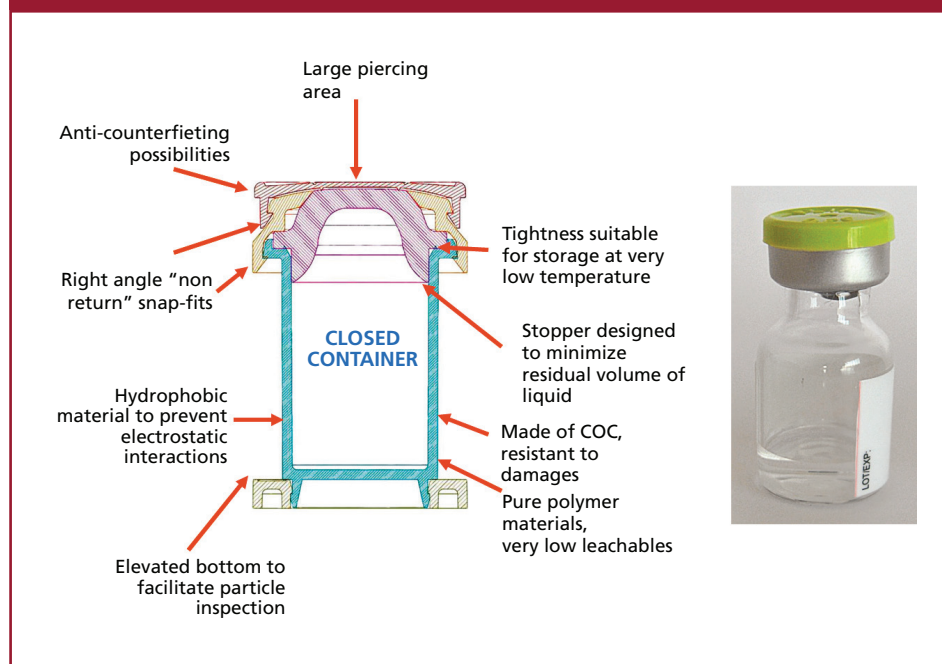 Large piercing
area
Anti-counterfieting
possibilities
Right angle “non
return” snap-fits
Tightness suitable
for storage at very
low temperature
CLOSED
CONTAINER
Stopper designed
to minimize
residual volume of
liquid
Hydrophobic
material to prevent
electrostatic
interactions
Made of COC,
resistant to
damages
Pure polymer
materials,
very low leachables
Elevated bottom to
facilitate particle
inspection
LOT/EXP: